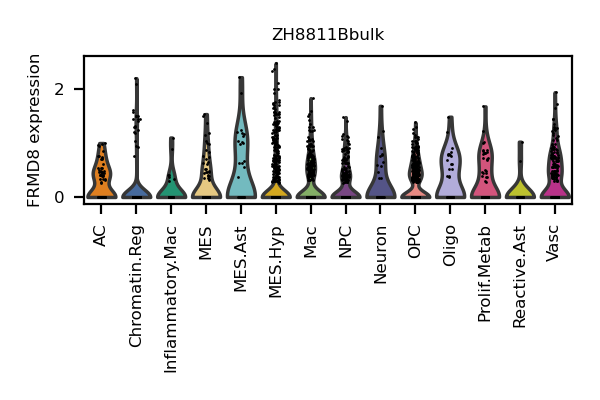 ZH8811Bbulk
FRMD8 expression
2
0
AC
Chromatin.Reg
Inflammatory.Mac
MES
MES.Ast
MES.Hyp
Mac
NPC
Neuron
OPC
Oligo
Prolif.Metab
Reactive.Ast
Vasc